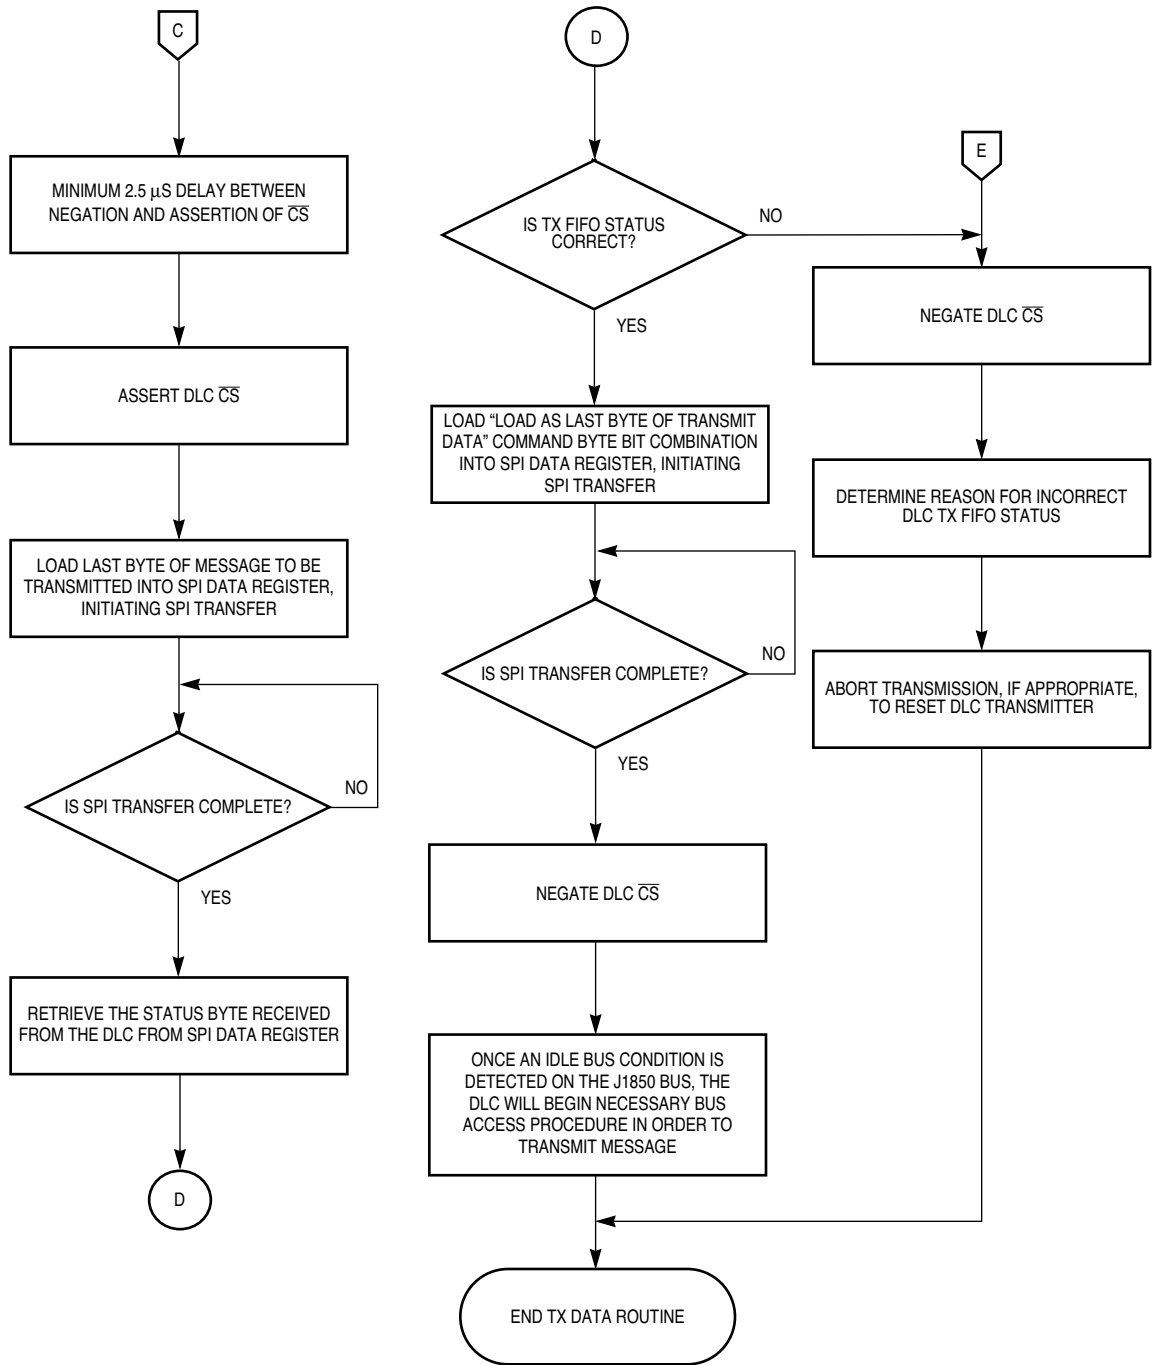 C
MINIMUM 2.5 µS DELAY BETWEEN
NEGATION AND ASSERTION OF C̅S̅
ASSERT DLC C̅S̅
LOAD LAST BYTE OF MESSAGE TO BE
TRANSMITTED INTO SPI DATA REGISTER,
INITIATING SPI TRANSFER
IS SPI TRANSFER COMPLETE?
NO
YES
RETRIEVE THE STATUS BYTE RECEIVED
FROM THE DLC FROM SPI DATA REGISTER
D
D
IS TX FIFO STATUS
CORRECT?
NO
YES
LOAD “LOAD AS LAST BYTE OF TRANSMIT
DATA” COMMAND BYTE BIT COMBINATION
INTO SPI DATA REGISTER, INITIATING
SPI TRANSFER
IS SPI TRANSFER COMPLETE?
NO
YES
NEGATE DLC C̅S̅
ONCE AN IDLE BUS CONDITION IS
DETECTED ON THE J1850 BUS, THE
DLC WILL BEGIN NECESSARY BUS
ACCESS PROCEDURE IN ORDER TO
TRANSMIT MESSAGE
END TX DATA ROUTINE
E
NEGATE DLC C̅S̅
DETERMINE REASON FOR INCORRECT
DLC TX FIFO STATUS
ABORT TRANSMISSION, IF APPROPRIATE,
TO RESET DLC TRANSMITTER